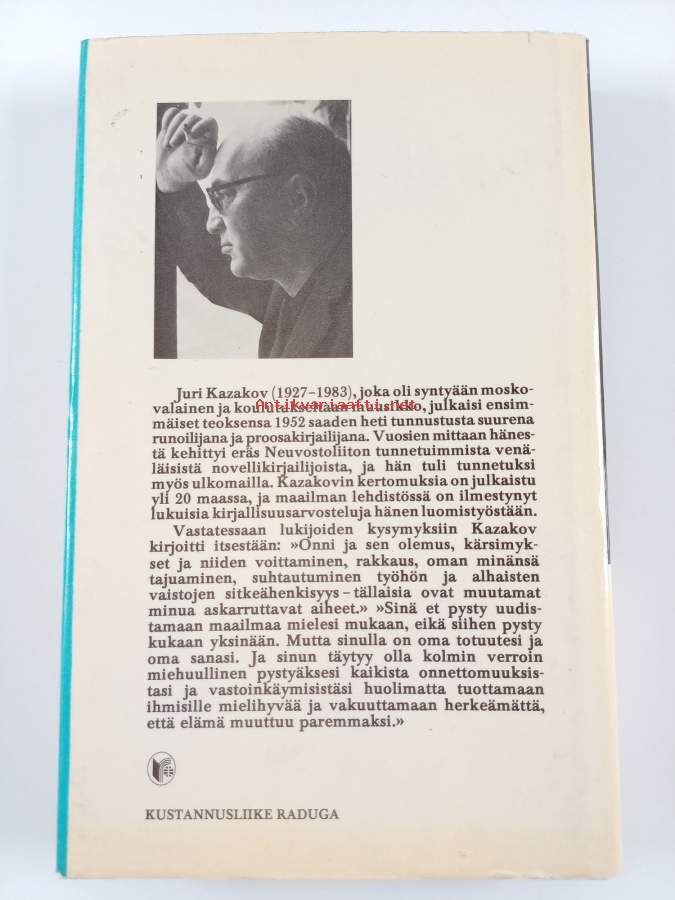 Juri Kazakov (1927–1983), joka oli syntyään mosko-
valainen ja koulutukseltaan muusikko, julkaisi ensim-
Antikvariaatti.net
mäiset teoksensa 1952 saaden heti tunnustusta suurena
runoilijana ja proosakirjailijana. Vuosien mittaan hänes-
tä kehittyi eräs Neuvostoliiton tunnetuimmista venä-
läisistä novellikirjailijoista, ja hän tuli tunnetuksi
myös ulkomailla. Kazakovin kertomuksia on julkaistu
yli 20 maassa, ja maailman lehdistössä on ilmestynyt
lukuisia kirjallisuusarvosteluja hänen luomistyöstään.
Vastatessaan lukijoiden kysymyksiin Kazakov
kirjoitti itsestään: »Onni ja sen olemus, kärsimyk-
set ja niiden voittaminen, rakkaus, oman minänsä
tajuaminen, suhtautuminen työhön ja alhaisten
vaistojen sitkeähenkisyys – tällaisia ovat muutamat
minua askarruttavat aiheet.» »Sinä et pysty uudis-
tamaan maailmaa mielesi mukaan, eikä siihen pysty
kukaan yksinään. Mutta sinulla on oma totuutesi ja
oma sanasi. Ja sinun täytyy olla kolmin verroin
miehuullinen pystyäksesi kaikista onnettomuuksis-
tasi ja vastoinkäymisistäsi huolimatta tuottamaan
ihmisille mielihyvää ja vakuuttamaan herkeämättä,
että elämä muuttuu paremmaksi.»
KUSTANNUSLIIKE RADUGA